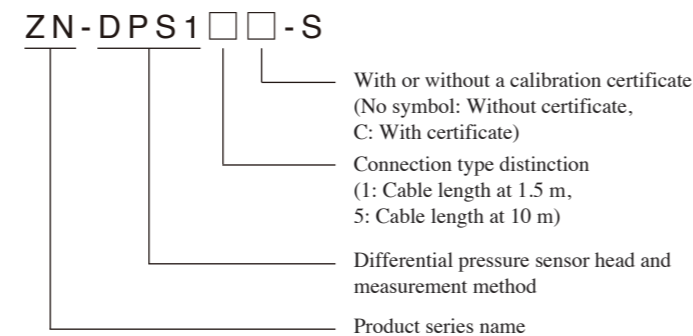 ZN-DPS1□□-S
With or without a calibration certificate
(No symbol: Without certificate,
C: With certificate)
Connection type distinction
(1: Cable length at 1.5 m,
5: Cable length at 10 m)
Differential pressure sensor head and
measurement method
Product series name